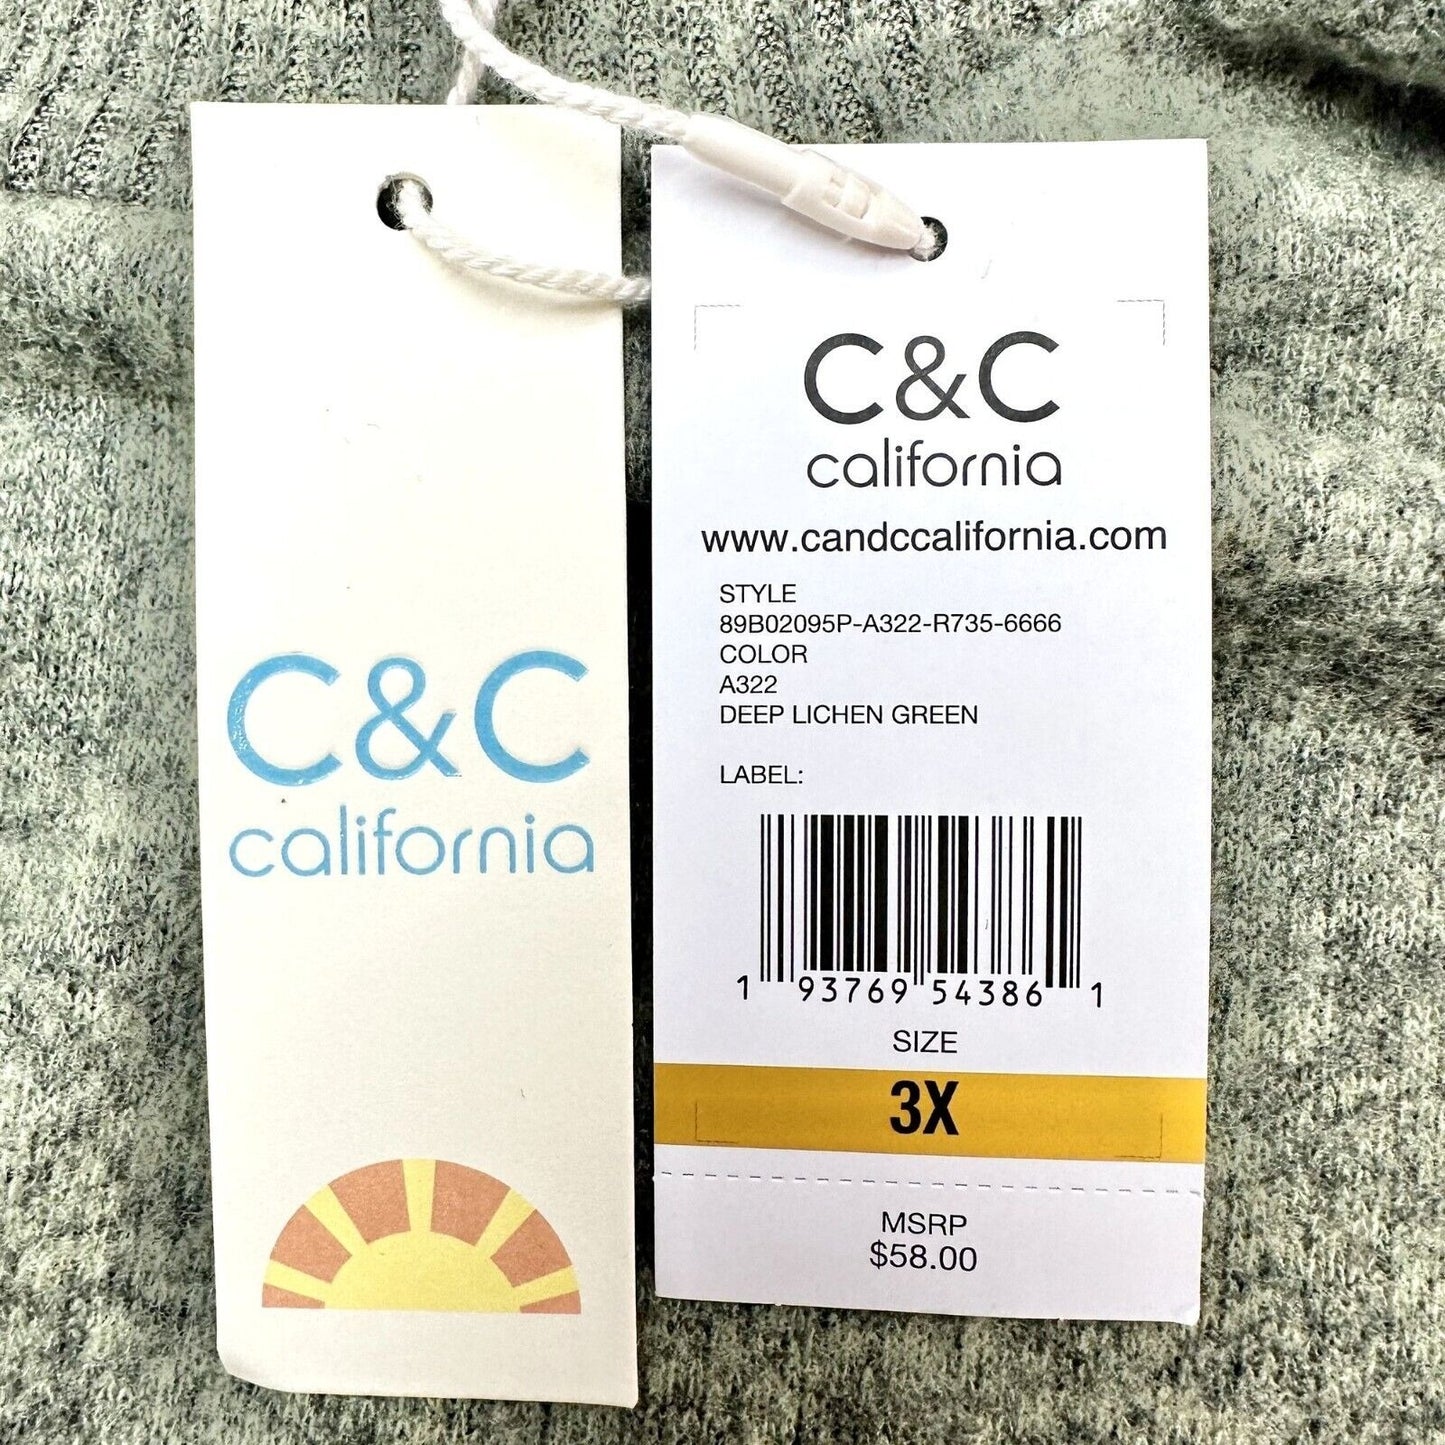 C&C
california
C&C
california
www.candccalifornia.com
STYLE
89B02095P-A322-R735-6666
COLOR
A322
DEEP LICHEN GREEN
LABEL:
1 93769 54386 1
SIZE
3X
MSRP
$58.00